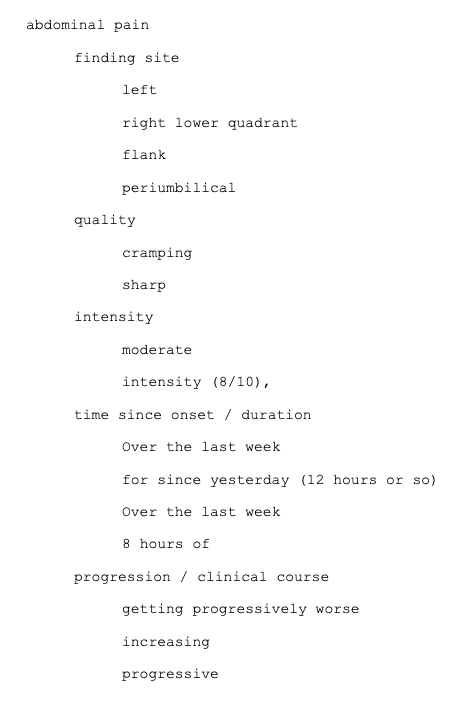 abdominal pain
finding site
left
right lower quadrant
flank
periumbilical
quality
cramping
sharp
intensity
moderate
intensity (8/10),
time since onset / duration
Over the last week
for since yesterday (12 hours or so)
Over the last week
8 hours of
progression / clinical course
getting progressively worse
increasing
progressive